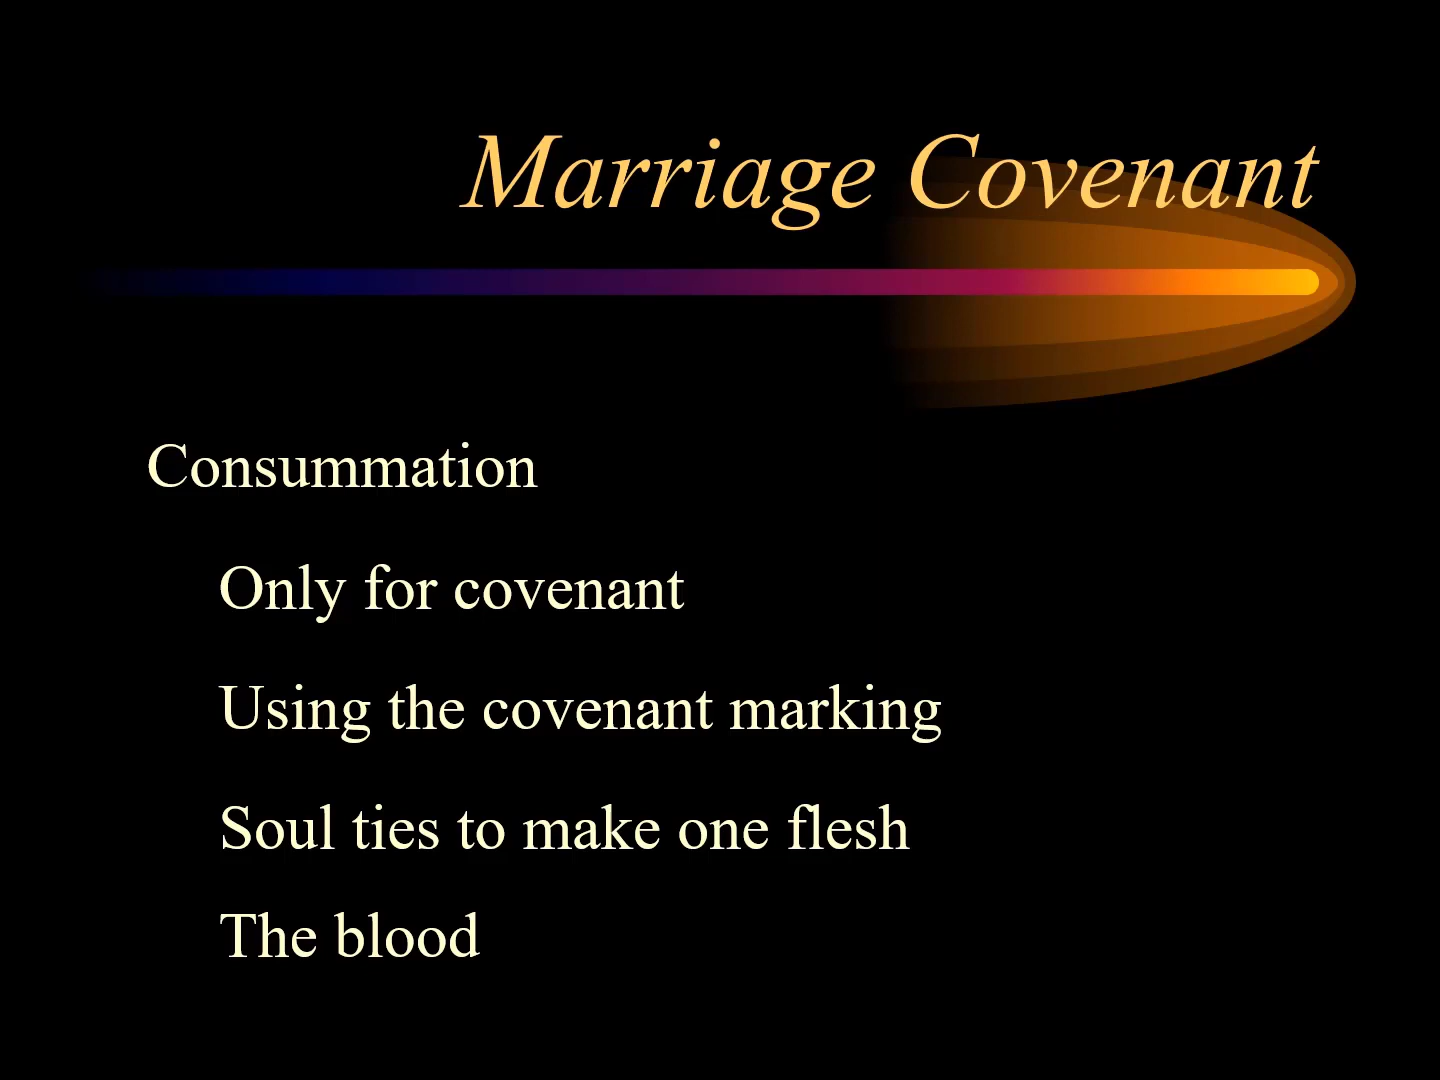 Marriage Covenant
Consummation
Only for covenant
Using the covenant marking
Soul ties to make one flesh
The blood